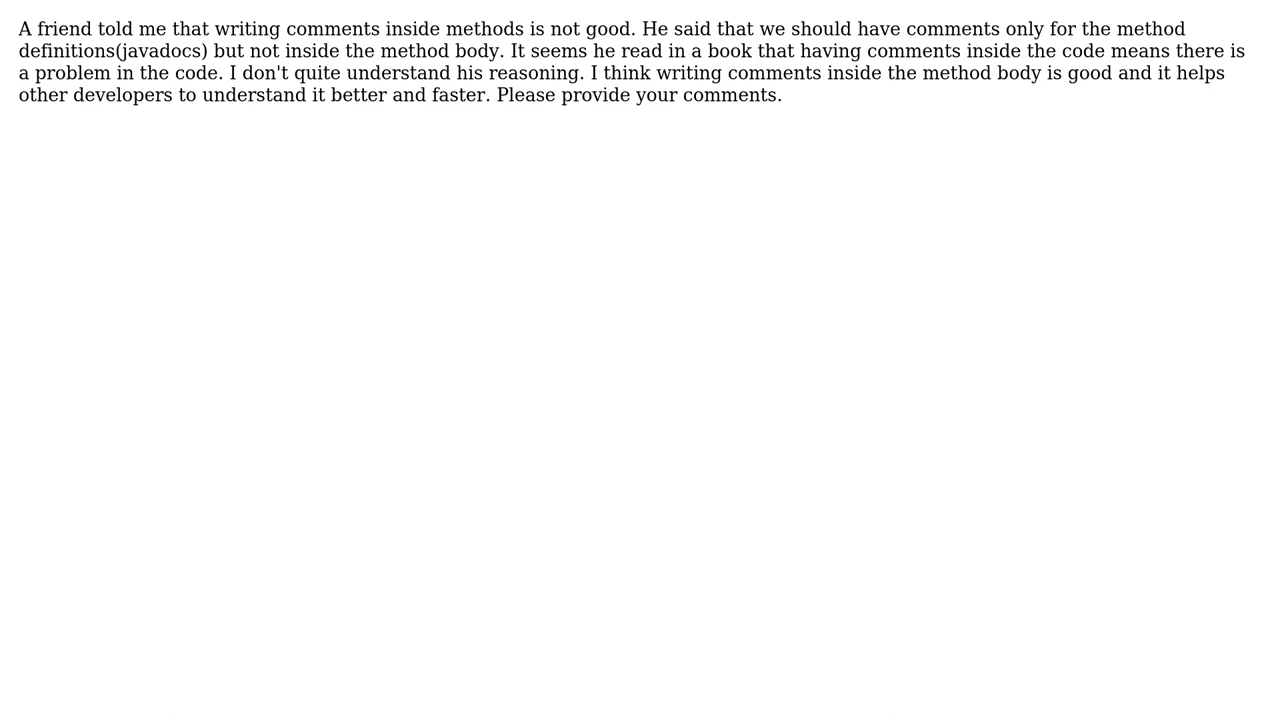 A friend told me that writing comments inside methods is not good. He said that we should have comments only for the method
definitions(javadocs) but not inside the method body. It seems he read in a book that having comments inside the code means there is
a problem in the code. I don't quite understand his reasoning. I think writing comments inside the method body is good and it helps
other developers to understand it better and faster. Please provide your comments.